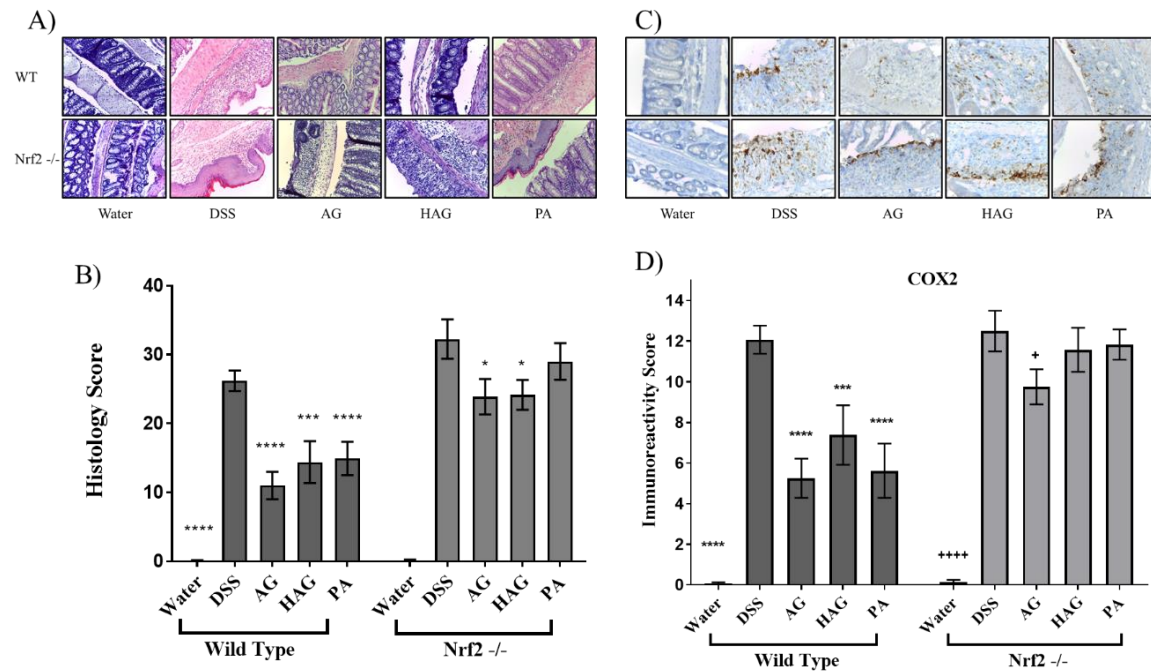 A)
WT
Nrf2 -/-
Water DSS AG HAG PA
C)
Water DSS AG HAG PA
B)
Histology Score
40
30
20
10
0
****
****
***
****
*
*
Water DSS AG HAG PA Water DSS AG HAG PA
Wild Type Nrf2 -/-
D)
COX2
Immunoreactivity Score
14
12
10
8
6
4
2
0
****
****
***
****
++++
+
Water DSS AG HAG PA Water DSS AG HAG PA
Wild Type Nrf2 -/-